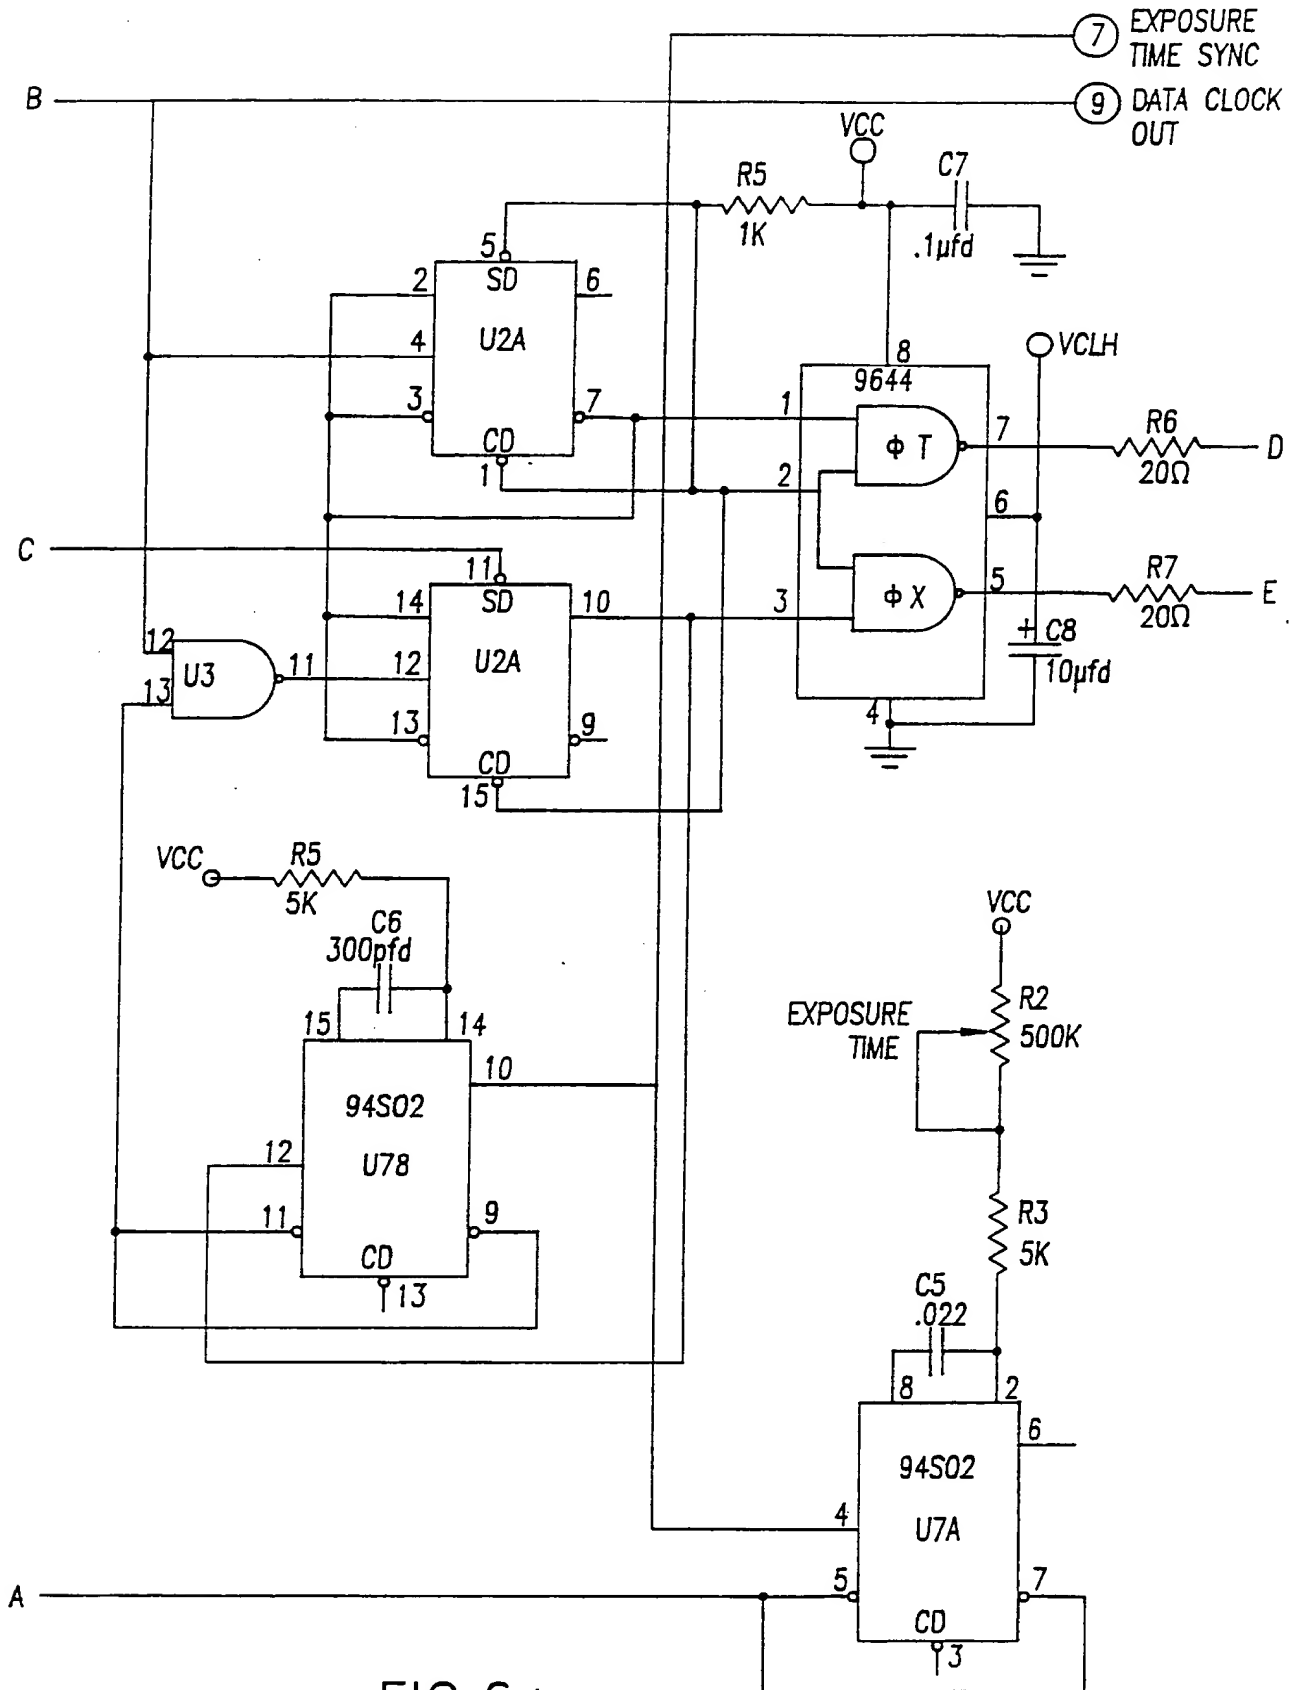 7 EXPOSURE
TIME SYNC
B
9 DATA CLOCK
OUT
VCC
C7
R5
1K
.1µfd
5
SD
2
6
U2A
4
VCLH
8
9644
3
7
1
Φ T
7
R6
20Ω
D
CD
1
2
6
C
11
SD
14
10
3
Φ X
5
R7
20Ω
E
12
U3
11
12
U2A
+ C8
10µfd
13
13
9
4
CD
15
VCC
R5
5K
C6
300pfd
VCC
15
14
EXPOSURE
TIME
R2
500K
10
94S02
12
U78
11
9
R3
5K
CD
13
C5
.022
8
2
6
94S02
4
U7A
A
5
7
CD
3
FIG. 6